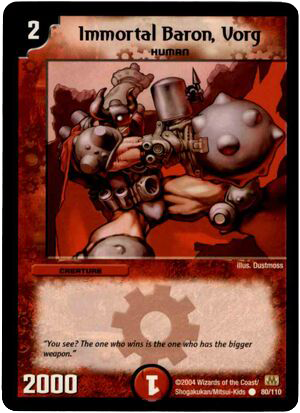 2
Immortal Baron, Vorg
HUMAN
illus. Dustmoss
CREATURE
"You see? The one who wins is the one who has the bigger
weapon."
2000
1
©2004 Wizards of the Coast/
Shogakukan/Mitsui-Kids ● 80/110